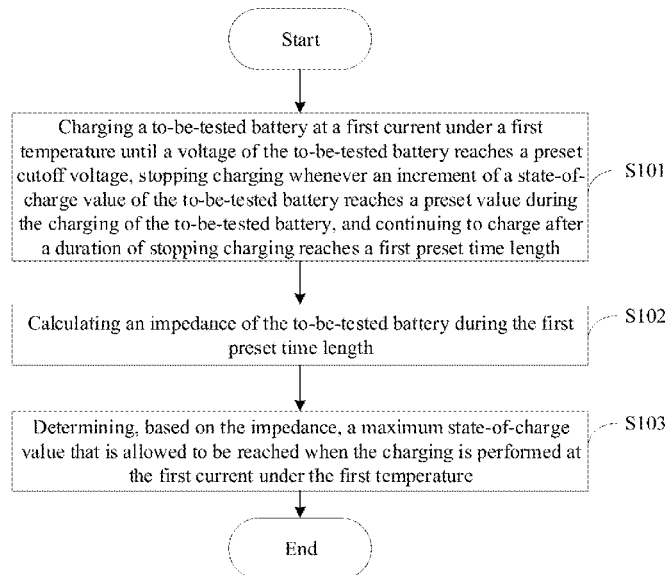 Start
Charging a to-be-tested battery at a first current under a first
temperature until a voltage of the to-be-tested battery reaches a preset
cutoff voltage, stopping charging whenever an increment of a state-of-
charge value of the to-be-tested battery reaches a preset value during
the charging of the to-be-tested battery, and continuing to charge after
a duration of stopping charging reaches a first preset time length
S101
Calculating an impedance of the to-be-tested battery during the first
preset time length
S102
Determining, based on the impedance, a maximum state-of-charge
value that is allowed to be reached when the charging is performed at
the first current under the first temperature
S103
End